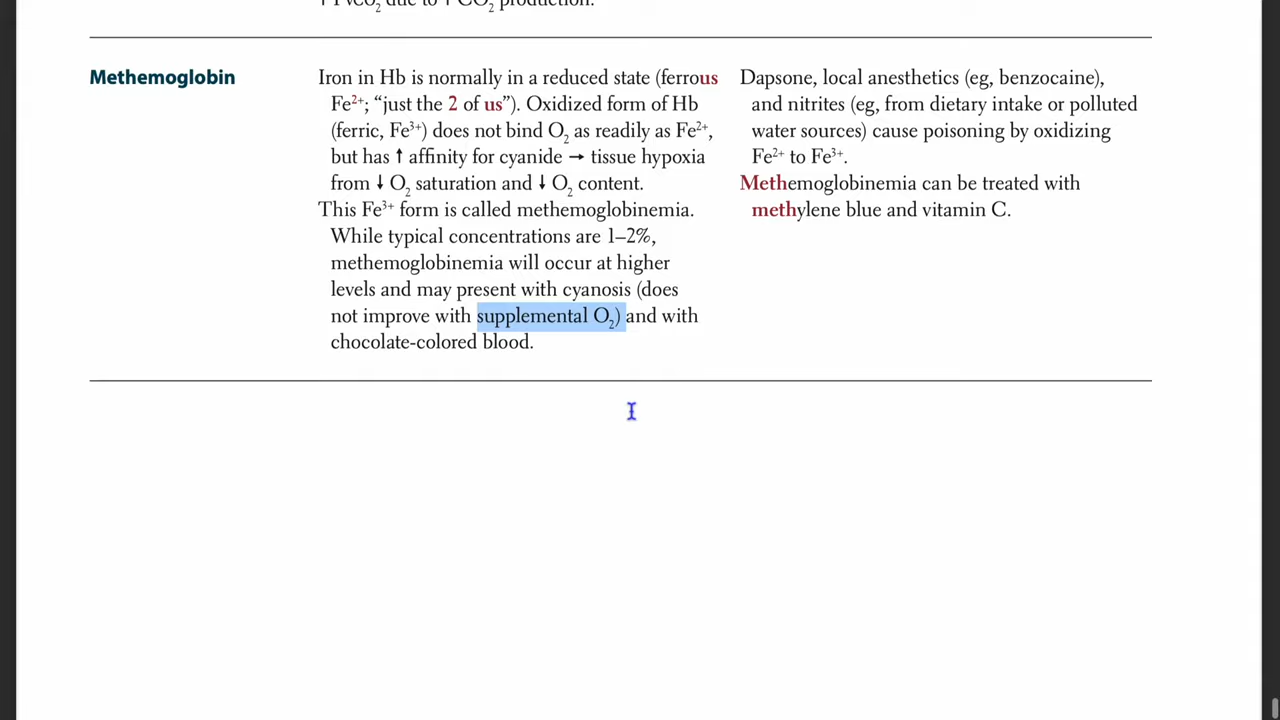 ↑ PvCO2 due to ↑ CO2 production.
Methemoglobin
Iron in Hb is normally in a reduced state (ferrous
Fe2+; “just the 2 of us”). Oxidized form of Hb
(ferric, Fe3+) does not bind O2 as readily as Fe2+,
but has ↑ affinity for cyanide → tissue hypoxia
from ↓ O2 saturation and ↓ O2 content.
This Fe3+ form is called methemoglobinemia.
While typical concentrations are 1–2%,
methemoglobinemia will occur at higher
levels and may present with cyanosis (does
not improve with supplemental O2) and with
chocolate-colored blood.
Dapsone, local anesthetics (eg, benzocaine),
and nitrites (eg, from dietary intake or polluted
water sources) cause poisoning by oxidizing
Fe2+ to Fe3+.
Methemoglobinemia can be treated with
methylene blue and vitamin C.